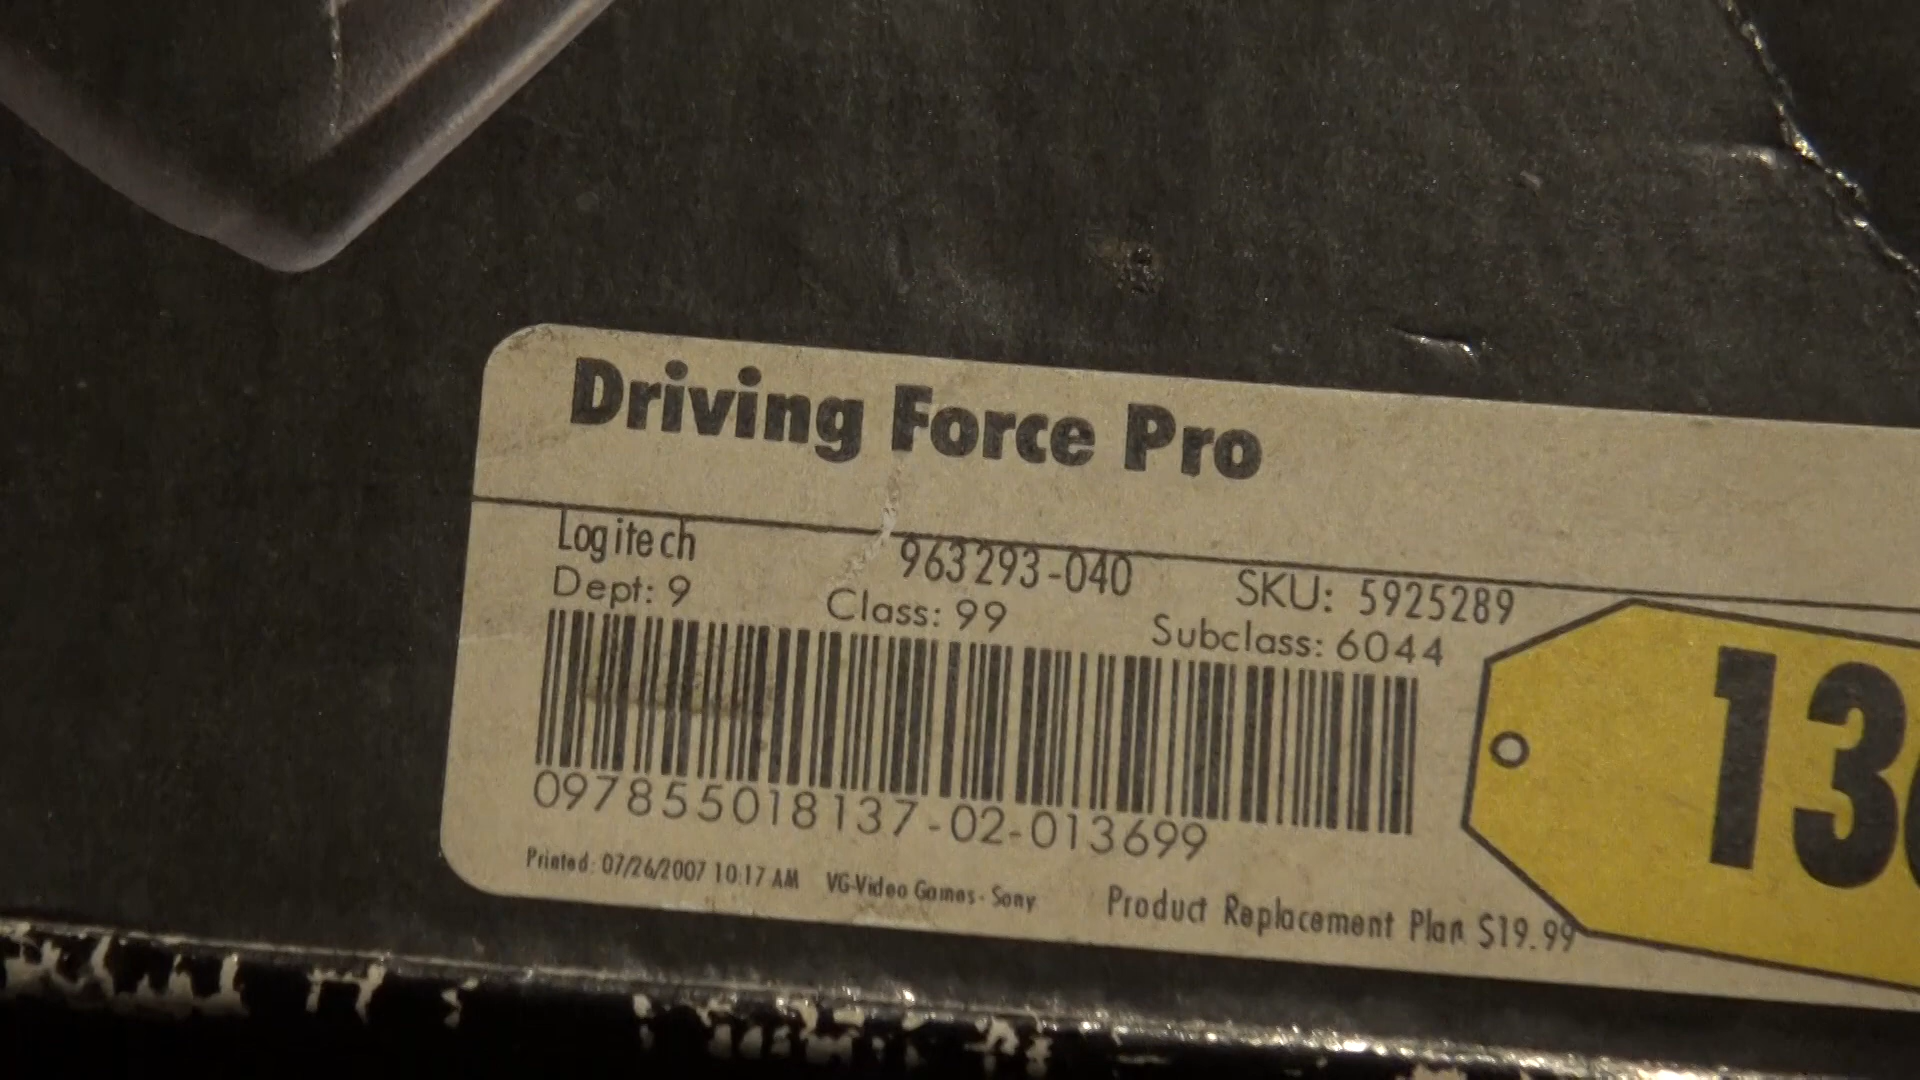 Driving Force Pro
Logitech 963293-040 SKU: 5925289
Dept: 9 Class: 99 Subclass: 6044
097855018137-02-013699
Printed: 07/26/2007 10:17 AM VG-Video Games - Sony Product Replacement Plan $19.99
13